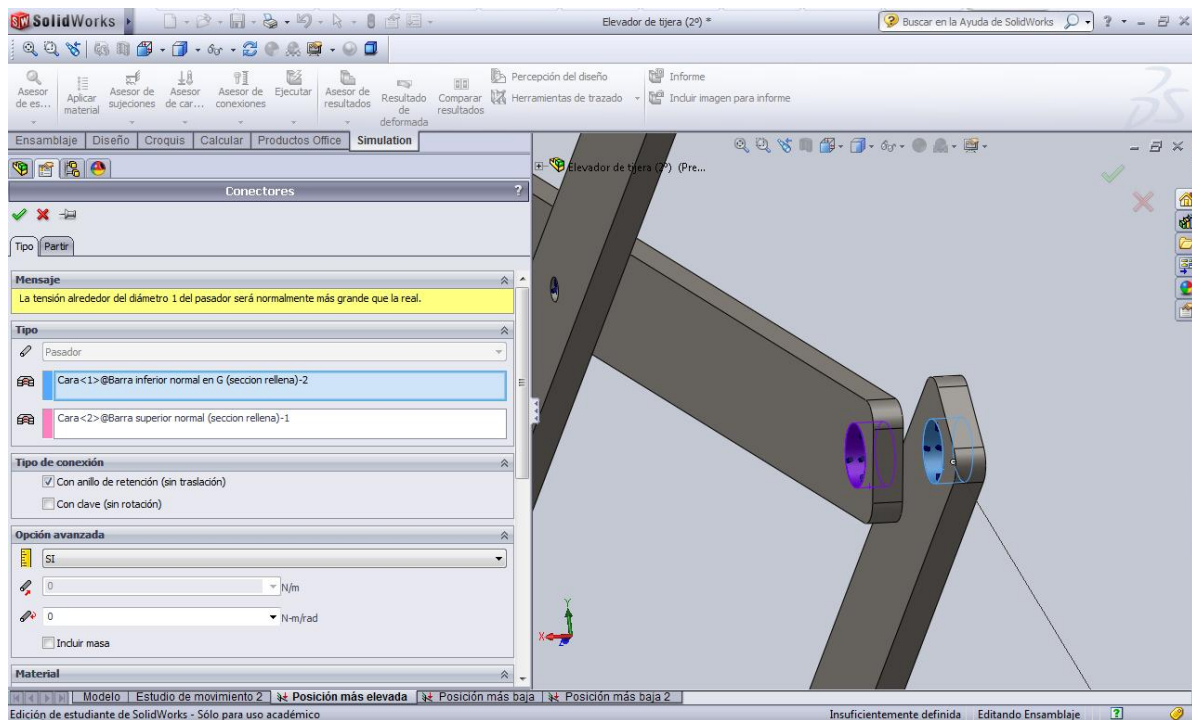 SolidWorks
Elevador de tijera (2º) *
Buscar en la Ayuda de SolidWorks
Asesor de es...
Aplicar material
Asesor de sujeciones
Asesor de car...
Asesor de conexiones
Ejecutar
Asesor de resultados
Resultado de deformada
Comparar resultados
Percepción del diseño
Herramientas de trazado
Informe
Incluir imagen para informe
Ensamblaje Diseño Croquis Calcular Productos Office Simulation
Elevador de tijera (2º) (Pre...
Conectores ?
Tipo Partir
Mensaje
La tensión alrededor del diámetro 1 del pasador será normalmente más grande que la real.
Tipo
Pasador
Cara<1>@Barra inferior normal en G (seccion rellena)-2
Cara<2>@Barra superior normal (seccion rellena)-1
Tipo de conexión
Con anillo de retención (sin traslación)
Con clave (sin rotación)
Opción avanzada
SI
0 N/m
0 N-m/rad
Incluir masa
Material
Y
X
Z
Modelo Estudio de movimiento 2 Posición más elevada Posición más baja Posición más baja 2
Edición de estudiante de SolidWorks - Sólo para uso académico
Insuficientemente definida Editando Ensamblaje